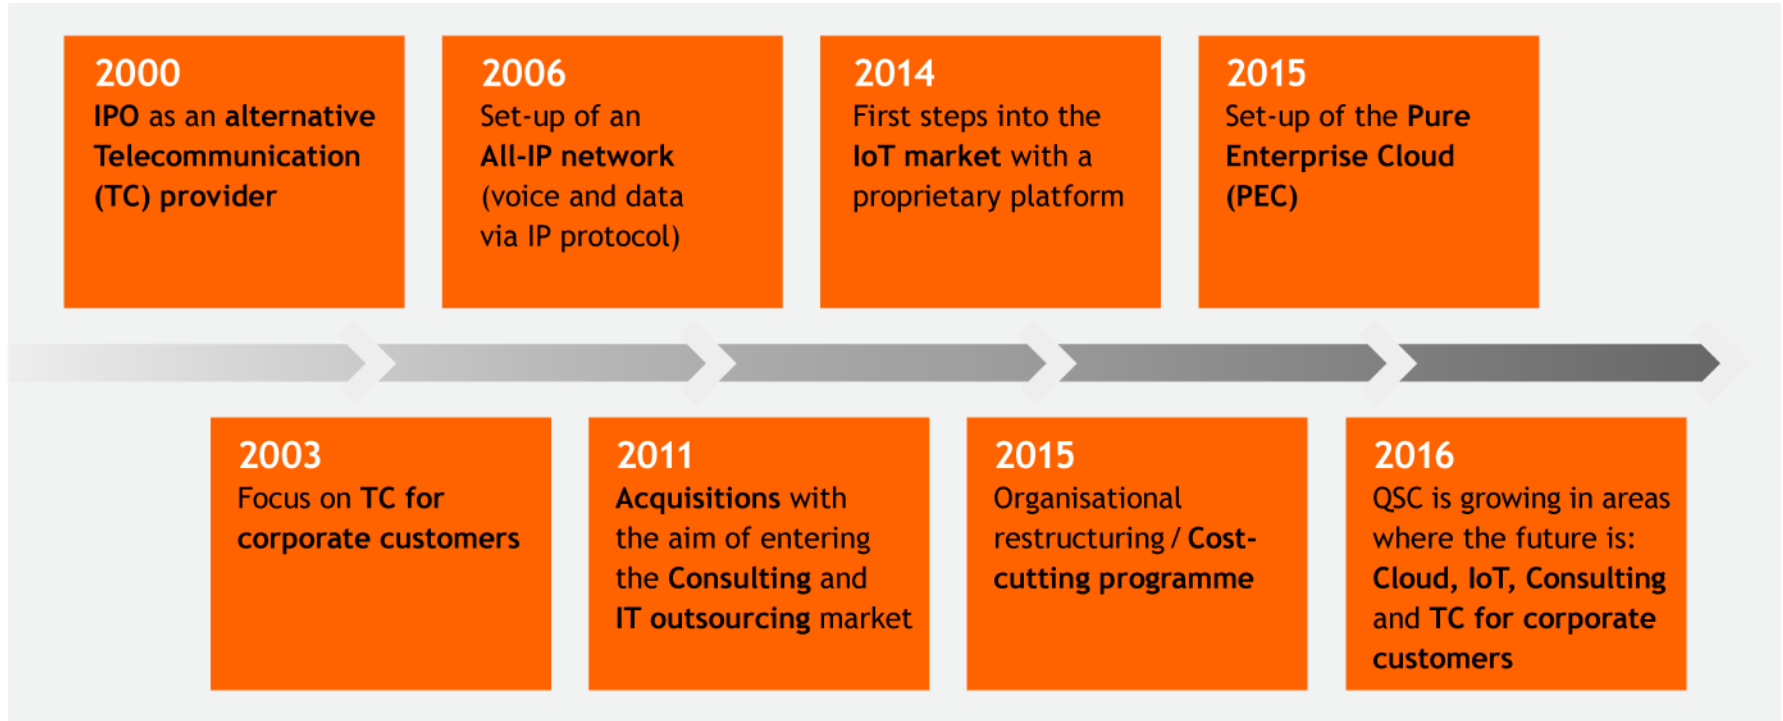 2000
IPO as an alternative
Telecommunication
(TC) provider
2006
Set-up of an
All-IP network
(voice and data
via IP protocol)
2014
First steps into the
IoT market with a
proprietary platform
2015
Set-up of the Pure
Enterprise Cloud
(PEC)
2003
Focus on TC for
corporate customers
2011
Acquisitions with
the aim of entering
the Consulting and
IT outsourcing market
2015
Organisational
restructuring / Cost-
cutting programme
2016
QSC is growing in areas
where the future is:
Cloud, IoT, Consulting
and TC for corporate
customers